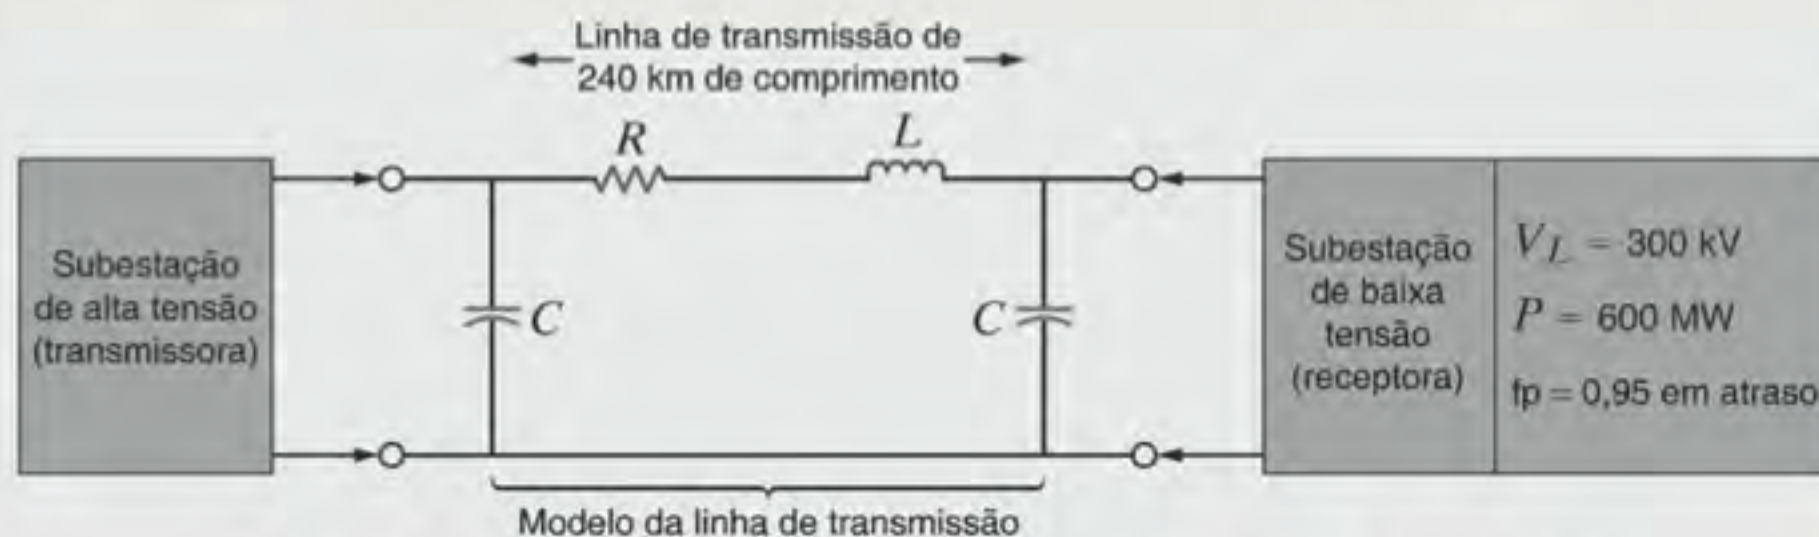 Linha de transmissão de
240 km de comprimento
R
L
Subestação
de alta tensão
(transmissora)
C
C
Subestação
de baixa
tensão
(receptora)
V_L = 300 kV
P = 600 MW
fp = 0,95 em atraso
Modelo da linha de transmissão